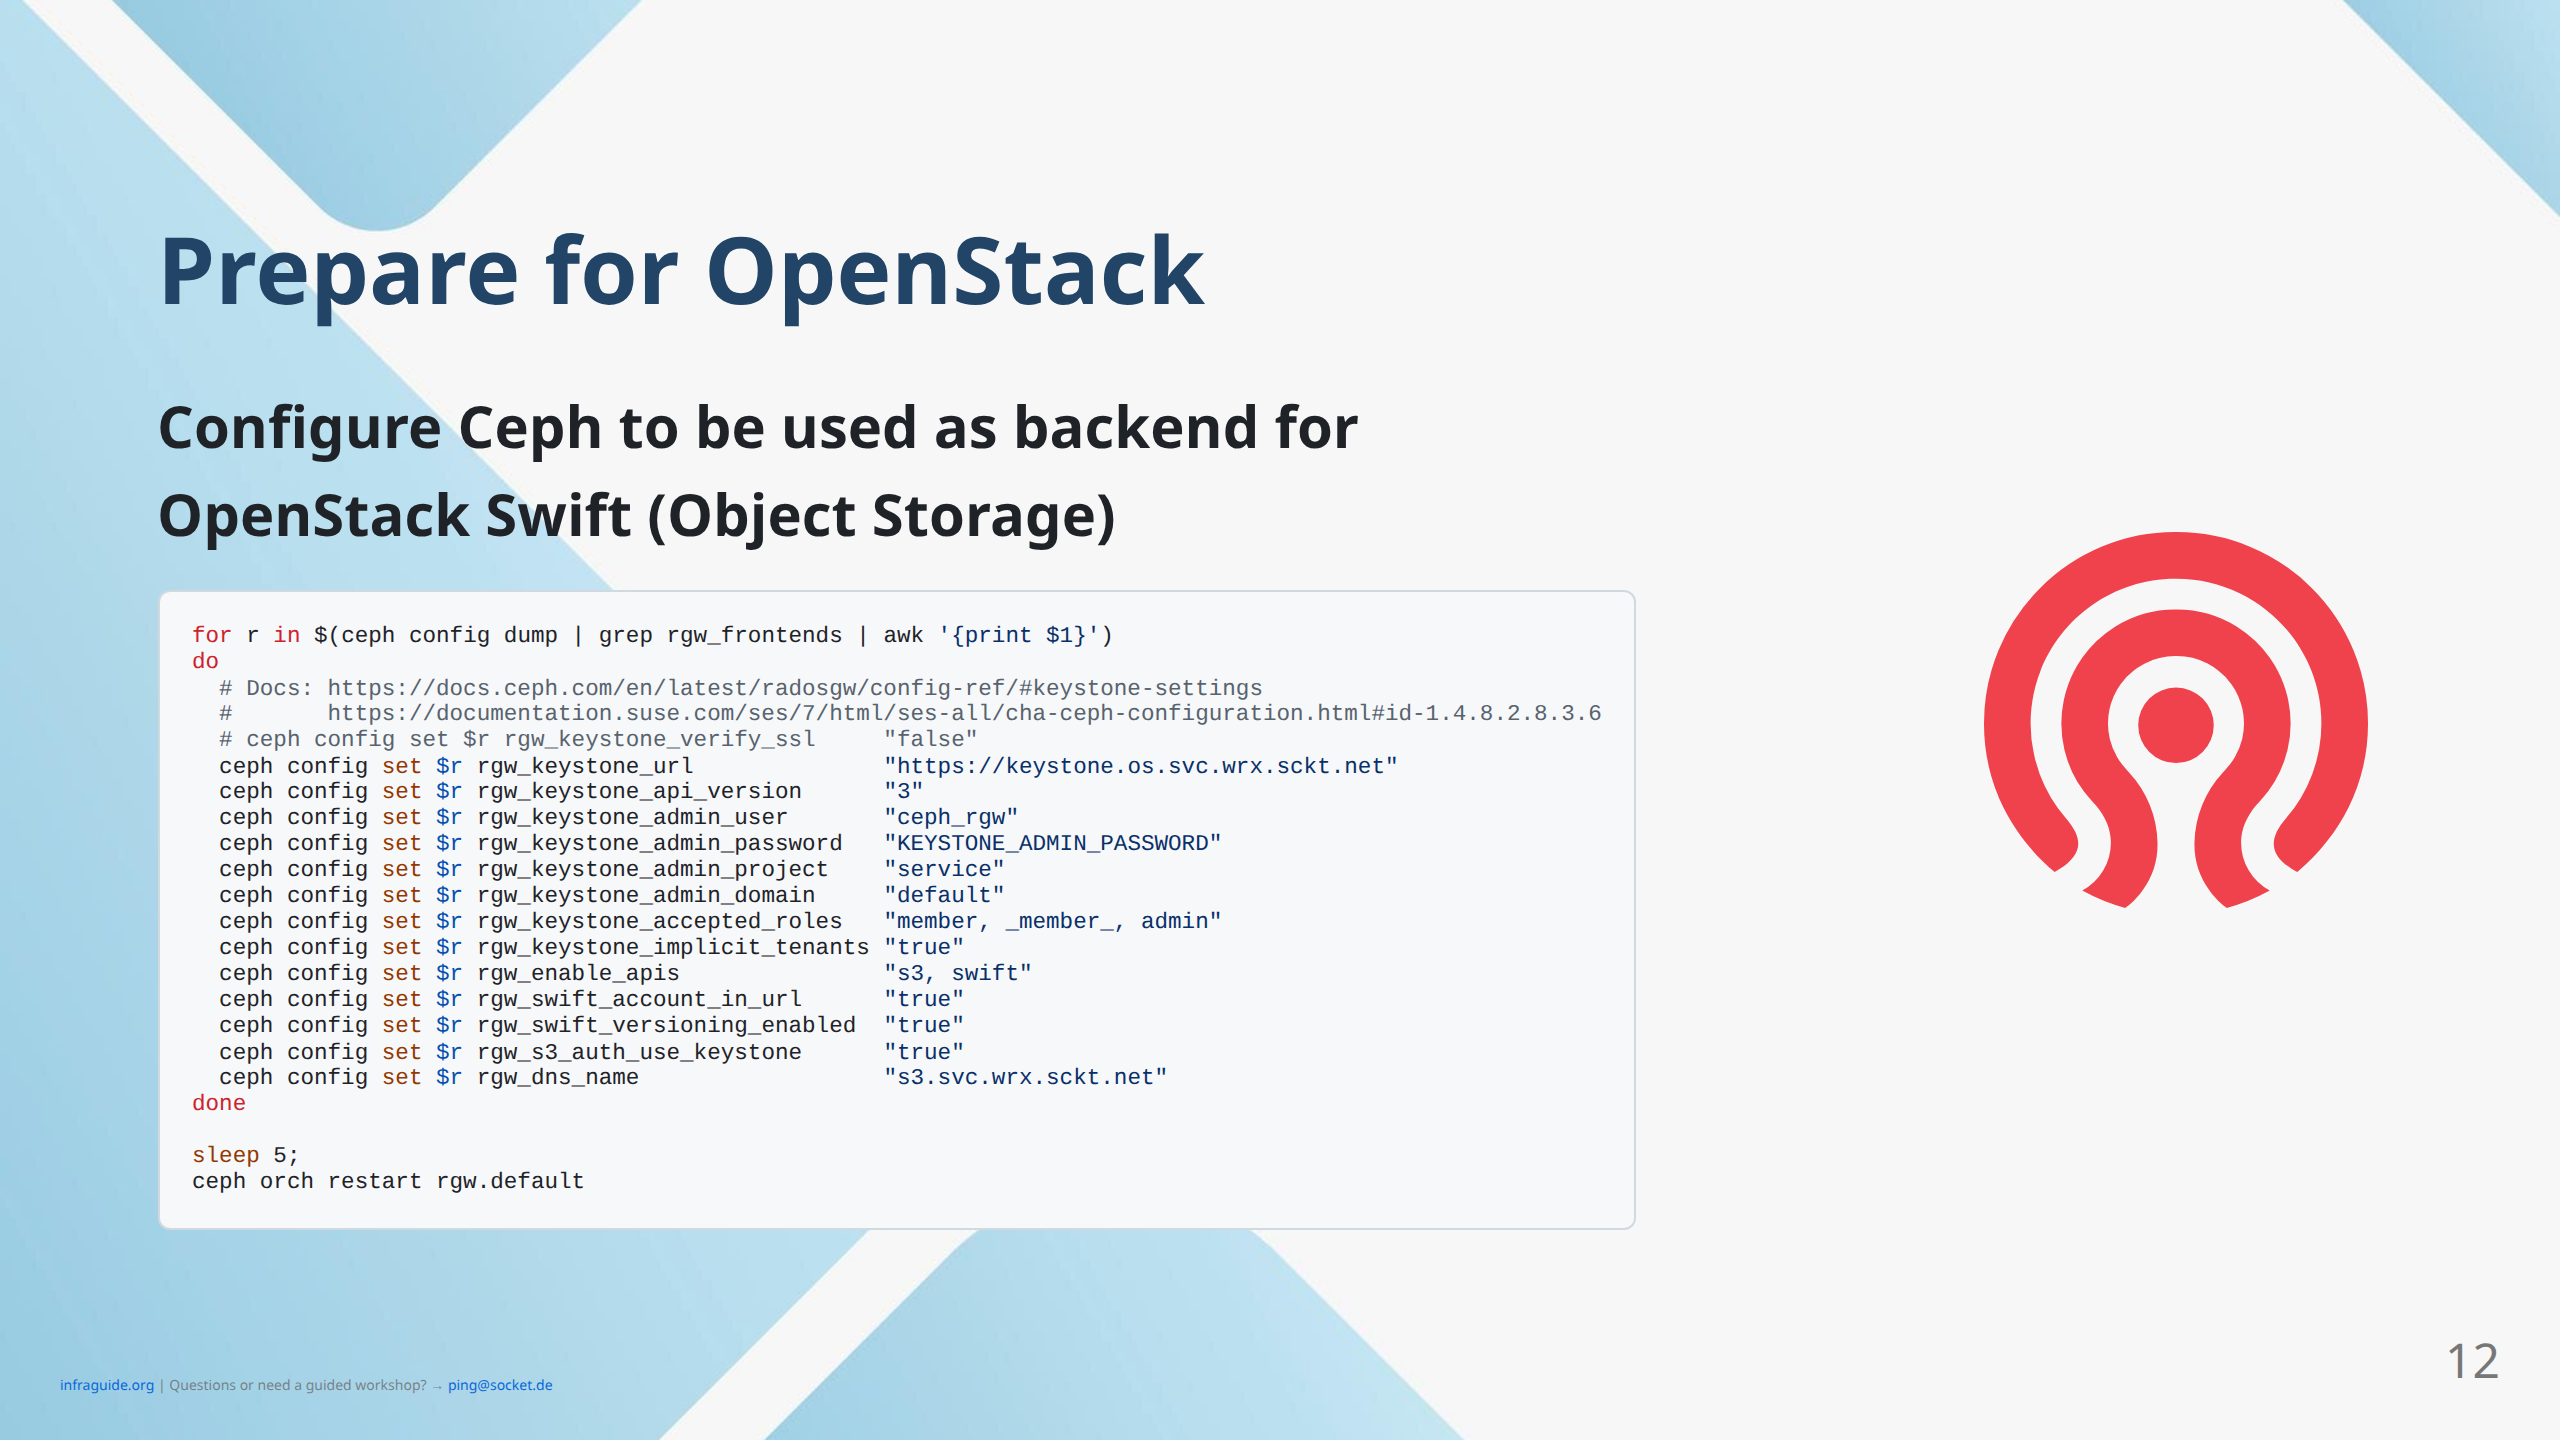 Prepare for OpenStack
Configure Ceph to be used as backend for
OpenStack Swift (Object Storage)
for r in $(ceph config dump | grep rgw_frontends | awk '{print $1}')
do
  # Docs: https://docs.ceph.com/en/latest/radosgw/config-ref/#keystone-settings
  #       https://documentation.suse.com/ses/7/html/ses-all/cha-ceph-configuration.html#id-1.4.8.2.8.3.6
  # ceph config set $r rgw_keystone_verify_ssl     "false"
  ceph config set $r rgw_keystone_url              "https://keystone.os.svc.wrx.sckt.net"
  ceph config set $r rgw_keystone_api_version      "3"
  ceph config set $r rgw_keystone_admin_user       "ceph_rgw"
  ceph config set $r rgw_keystone_admin_password   "KEYSTONE_ADMIN_PASSWORD"
  ceph config set $r rgw_keystone_admin_project    "service"
  ceph config set $r rgw_keystone_admin_domain     "default"
  ceph config set $r rgw_keystone_accepted_roles   "member, _member_, admin"
  ceph config set $r rgw_keystone_implicit_tenants "true"
  ceph config set $r rgw_enable_apis               "s3, swift"
  ceph config set $r rgw_swift_account_in_url      "true"
  ceph config set $r rgw_swift_versioning_enabled  "true"
  ceph config set $r rgw_s3_auth_use_keystone      "true"
  ceph config set $r rgw_dns_name                  "s3.svc.wrx.sckt.net"
done
sleep 5;
ceph orch restart rgw.default
infraguide.org | Questions or need a guided workshop? → ping@socket.de
12